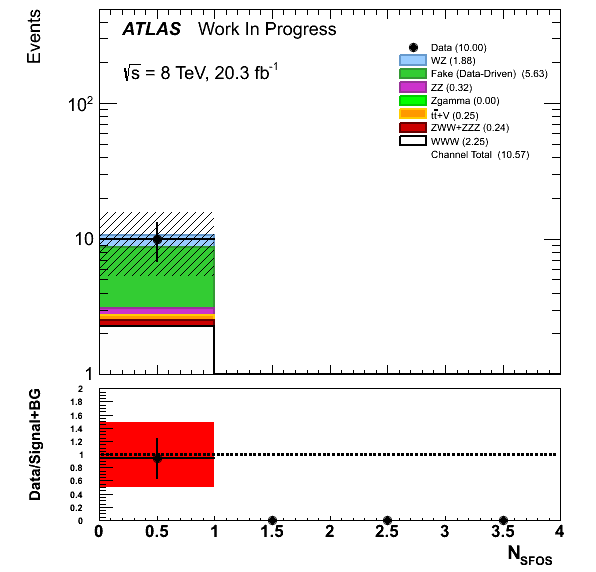 Events
ATLAS Work In Progress
√s = 8 TeV, 20.3 fb⁻¹
Data (10.00)
WZ (1.88)
Fake (Data-Driven) (5.63)
ZZ (0.32)
Zgamma (0.00)
tt̄+V (0.25)
ZWW+ZZZ (0.24)
WWW (2.25)
Channel Total (10.57)
10²
10
1
Data/Signal+BG
2
1.8
1.6
1.4
1.2
1
0.8
0.6
0.4
0.2
0
0 0.5 1 1.5 2 2.5 3 3.5 4
N_SFOS